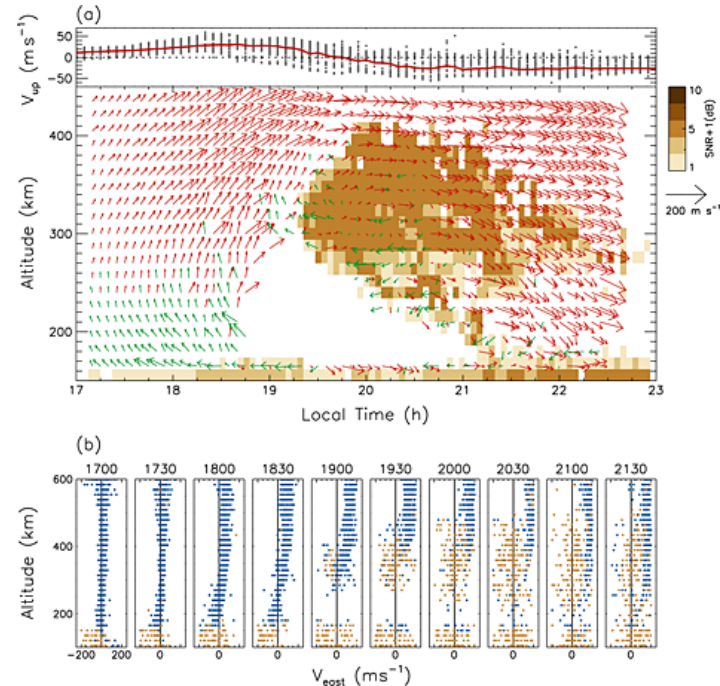 (a)
V_up (m s⁻¹)
50
0
-50
Altitude (km)
400
300
200
17 18 19 20 21 22 23
Local Time (h)
10
5
1
SNR+1(dB)
200 m s⁻¹
(b)
1700 1730 1800 1830 1900 1930 2000 2030 2100 2130
Altitude (km)
600
400
200
-200 0 200 0 0 0 0 0 0 0 0 0
V_east (ms⁻¹)